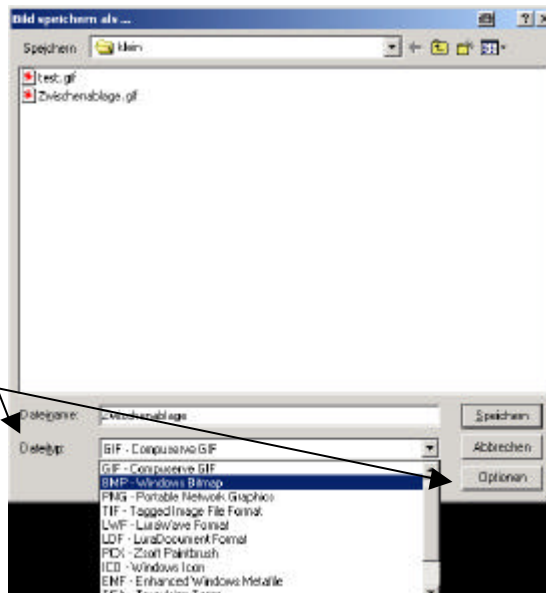 Bild speichern als ...
Speichern klein
test.gif
Zwischenablage.gif
Dateiname: Zwischenablage Speichern
Dateityp: GIF - Compuserve GIF Abbrechen
Optionen
GIF - Compuserve GIF
BMP - Windows Bitmap
PNG - Portable Network Graphics
TIF - Tagged Image File Format
LWF - LuraWave Format
LDF - LuraDocument Format
PCX - Zsoft Paintbrush
ICO - Windows Icon
EMF - Enhanced Windows Metafile